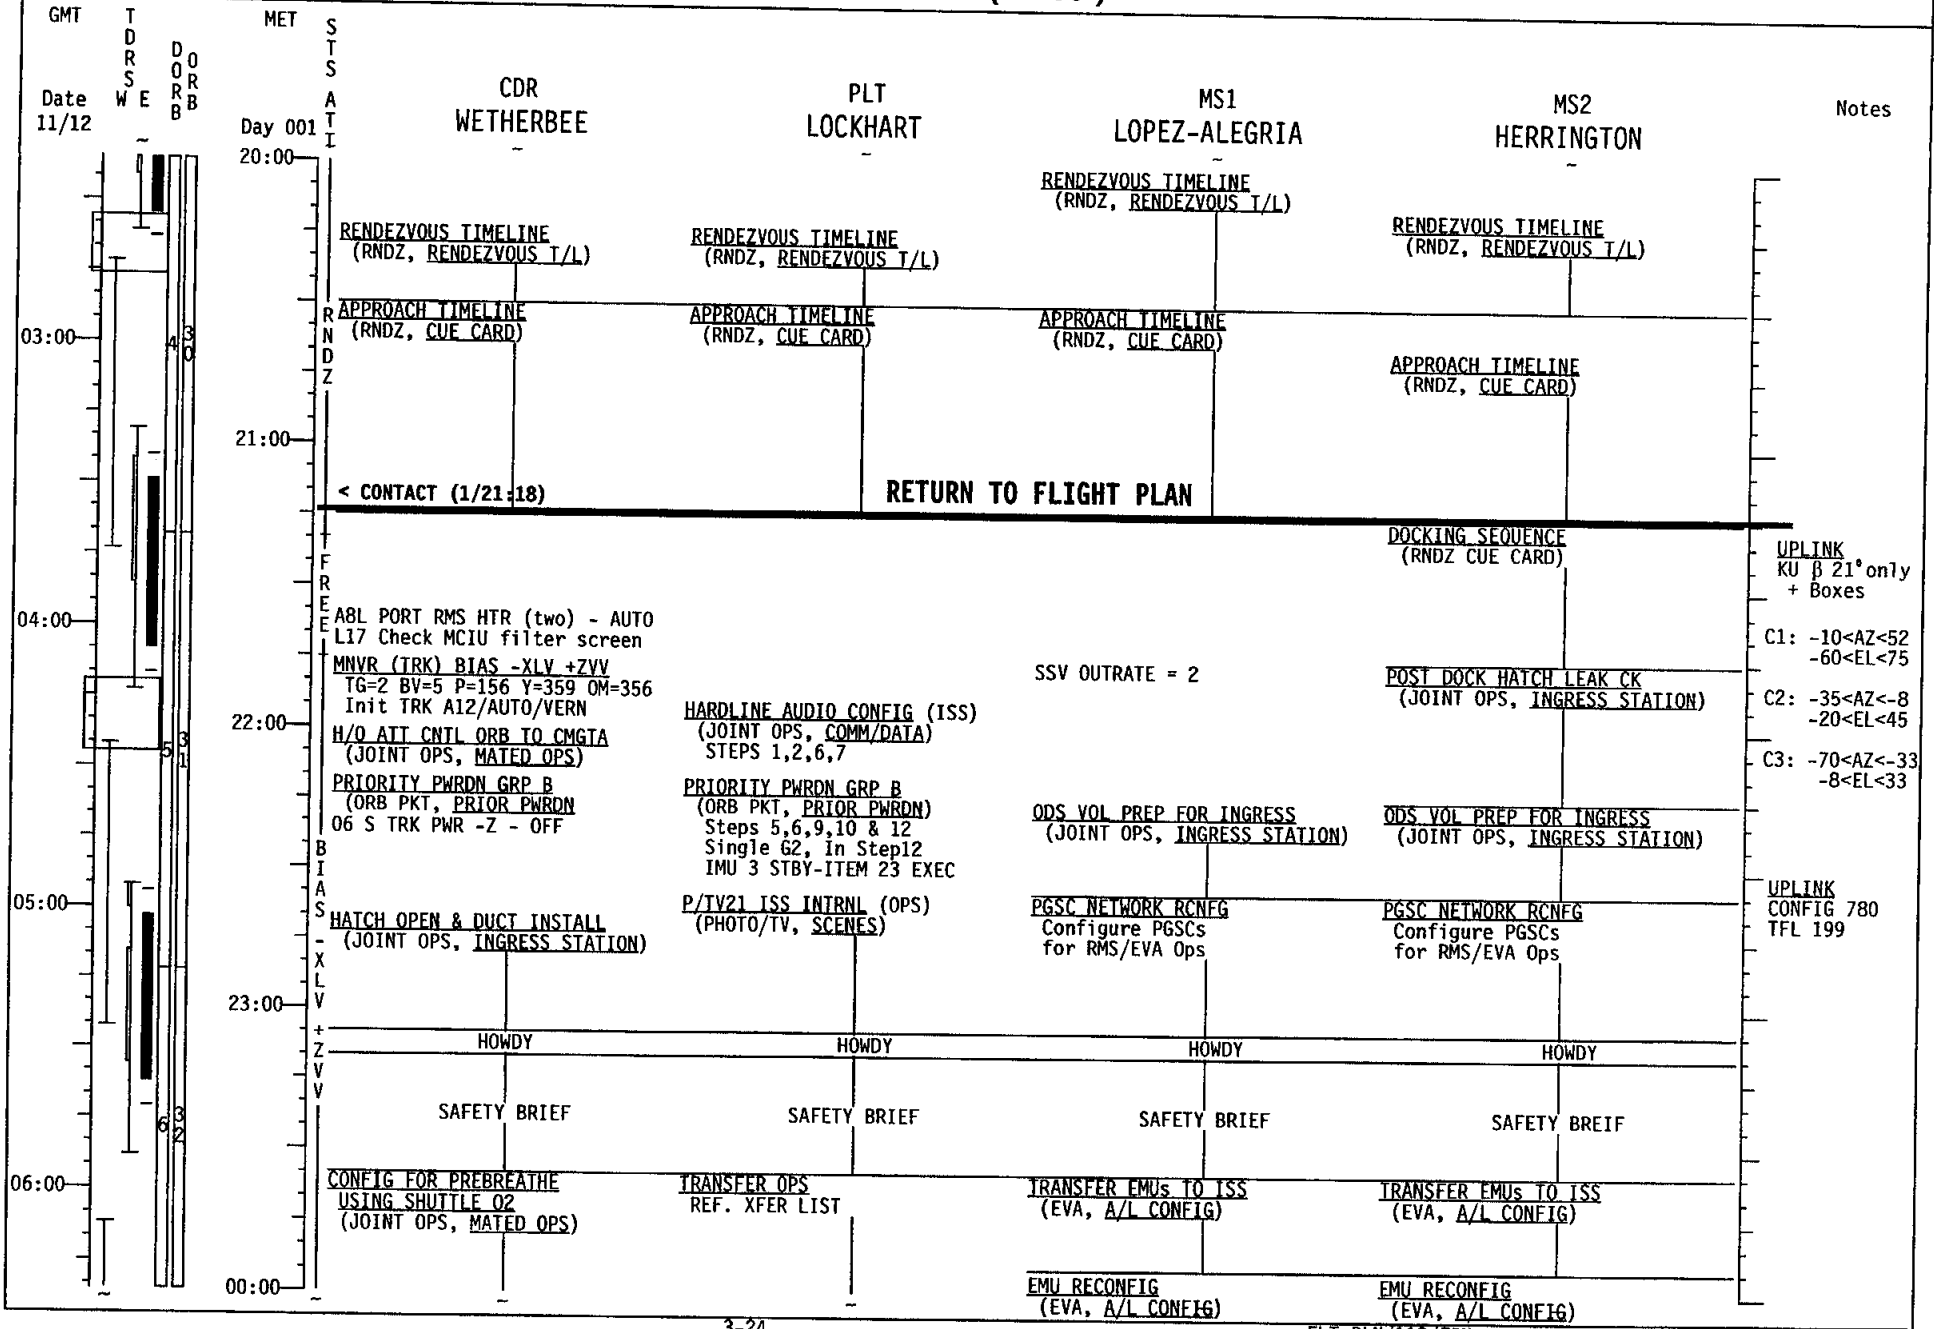 GMT
TDRS
W E
DORB
ORB
MET
STS ATT
Date
11/12
Day 001
CDR
WETHERBEE
PLT
LOCKHART
MS1
LOPEZ-ALEGRIA
MS2
HERRINGTON
Notes
20:00
RENDEZVOUS TIMELINE
(RNDZ, RENDEZVOUS T/L)
RENDEZVOUS TIMELINE
(RNDZ, RENDEZVOUS T/L)
RENDEZVOUS TIMELINE
(RNDZ, RENDEZVOUS T/L)
RENDEZVOUS TIMELINE
(RNDZ, RENDEZVOUS T/L)
03:00
4
30
RNDZ
APPROACH TIMELINE
(RNDZ, CUE CARD)
APPROACH TIMELINE
(RNDZ, CUE CARD)
APPROACH TIMELINE
(RNDZ, CUE CARD)
APPROACH TIMELINE
(RNDZ, CUE CARD)
21:00
< CONTACT (1/21:18)
RETURN TO FLIGHT PLAN
FREE
DOCKING SEQUENCE
(RNDZ CUE CARD)
UPLINK
KU β 21°only
+ Boxes
C1: -10<AZ<52
-60<EL<75
C2: -35<AZ<-8
-20<EL<45
C3: -70<AZ<-33
-8<EL<33
04:00
A8L PORT RMS HTR (two) - AUTO
L17 Check MCIU filter screen
MNVR (TRK) BIAS -XLV +ZVV
TG=2 BV=5 P=156 Y=359 OM=356
Init TRK A12/AUTO/VERN
SSV OUTRATE = 2
POST DOCK HATCH LEAK CK
(JOINT OPS, INGRESS STATION)
22:00
5
31
H/O ATT CNTL ORB TO CMGTA
(JOINT OPS, MATED OPS)
HARDLINE AUDIO CONFIG (ISS)
(JOINT OPS, COMM/DATA)
STEPS 1,2,6,7
PRIORITY PWRDN GRP B
(ORB PKT, PRIOR PWRDN
O6 S TRK PWR -Z - OFF
PRIORITY PWRDN GRP B
(ORB PKT, PRIOR PWRDN)
Steps 5,6,9,10 & 12
Single G2, In Step12
IMU 3 STBY-ITEM 23 EXEC
ODS VOL PREP FOR INGRESS
(JOINT OPS, INGRESS STATION)
ODS VOL PREP FOR INGRESS
(JOINT OPS, INGRESS STATION)
BIAS -XLV +ZVV
05:00
HATCH OPEN & DUCT INSTALL
(JOINT OPS, INGRESS STATION)
P/TV21 ISS INTRNL (OPS)
(PHOTO/TV, SCENES)
PGSC NETWORK RCNFG
Configure PGSCs
for RMS/EVA Ops
PGSC NETWORK RCNFG
Configure PGSCs
for RMS/EVA Ops
UPLINK
CONFIG 780
TFL 199
23:00
HOWDY
HOWDY
HOWDY
HOWDY
6
32
SAFETY BRIEF
SAFETY BRIEF
SAFETY BRIEF
SAFETY BREIF
06:00
CONFIG FOR PREBREATHE
USING SHUTTLE O2
(JOINT OPS, MATED OPS)
TRANSFER OPS
REF. XFER LIST
TRANSFER EMUs TO ISS
(EVA, A/L CONFIG)
TRANSFER EMUs TO ISS
(EVA, A/L CONFIG)
00:00
EMU RECONFIG
(EVA, A/L CONFIG)
EMU RECONFIG
(EVA, A/L CONFIG)
3-24